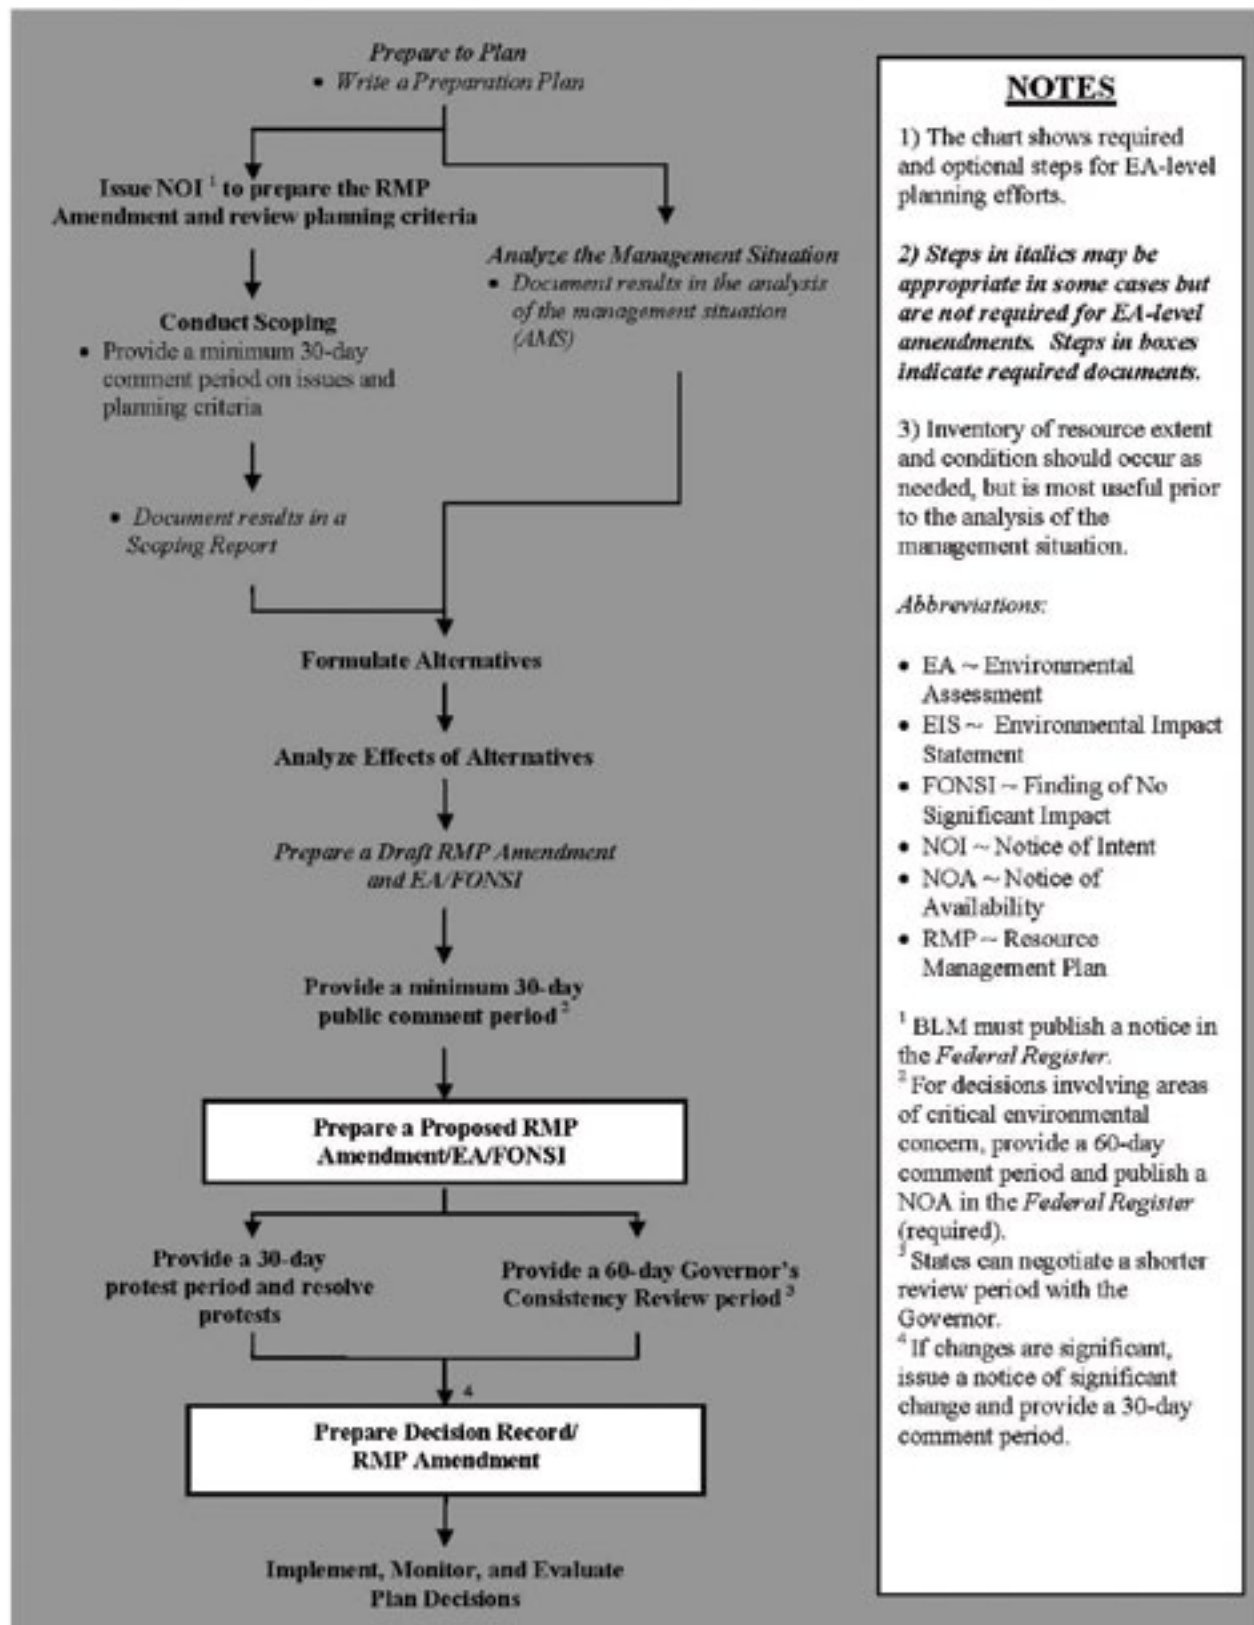 Prepare to Plan
• Write a Preparation Plan
Issue NOI 1 to prepare the RMP
Amendment and review planning criteria
Analyze the Management Situation
• Document results in the analysis
of the management situation
(AMS)
Conduct Scoping
• Provide a minimum 30-day
comment period on issues and
planning criteria
• Document results in a
Scoping Report
Formulate Alternatives
Analyze Effects of Alternatives
Prepare a Draft RMP Amendment
and EA/FONSI
Provide a minimum 30-day
public comment period 2
Prepare a Proposed RMP
Amendment/EA/FONSI
Provide a 30-day
protest period and resolve
protests
Provide a 60-day Governor's
Consistency Review period 3
4
Prepare Decision Record/
RMP Amendment
Implement, Monitor, and Evaluate
Plan Decisions
NOTES
1) The chart shows required
and optional steps for EA-level
planning efforts.
2) Steps in italics may be
appropriate in some cases but
are not required for EA-level
amendments. Steps in boxes
indicate required documents.
3) Inventory of resource extent
and condition should occur as
needed, but is most useful prior
to the analysis of the
management situation.
Abbreviations:
• EA ~ Environmental
Assessment
• EIS ~ Environmental Impact
Statement
• FONSI ~ Finding of No
Significant Impact
• NOI ~ Notice of Intent
• NOA ~ Notice of
Availability
• RMP ~ Resource
Management Plan
1 BLM must publish a notice in
the Federal Register.
2 For decisions involving areas
of critical environmental
concern, provide a 60-day
comment period and publish a
NOA in the Federal Register
(required).
3 States can negotiate a shorter
review period with the
Governor.
4 If changes are significant,
issue a notice of significant
change and provide a 30-day
comment period.